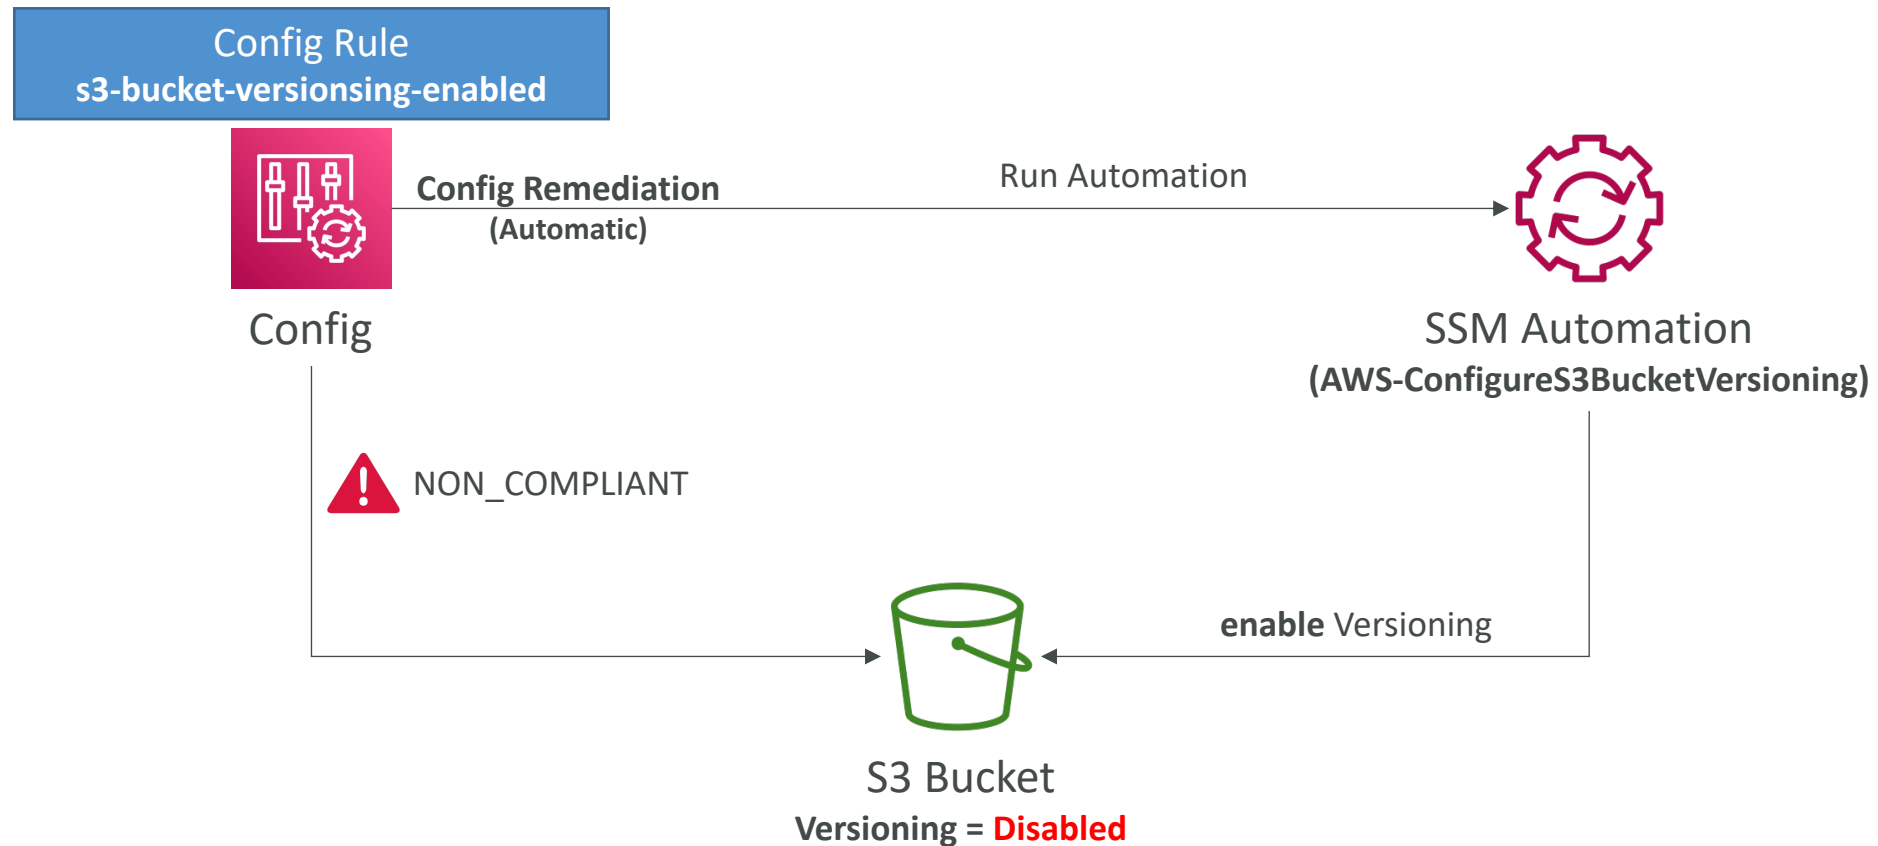 Config Rule
s3-bucket-versionsing-enabled
Config Remediation
(Automatic)
Run Automation
Config
SSM Automation
(AWS-ConfigureS3BucketVersioning)
NON_COMPLIANT
enable Versioning
S3 Bucket
Versioning = Disabled